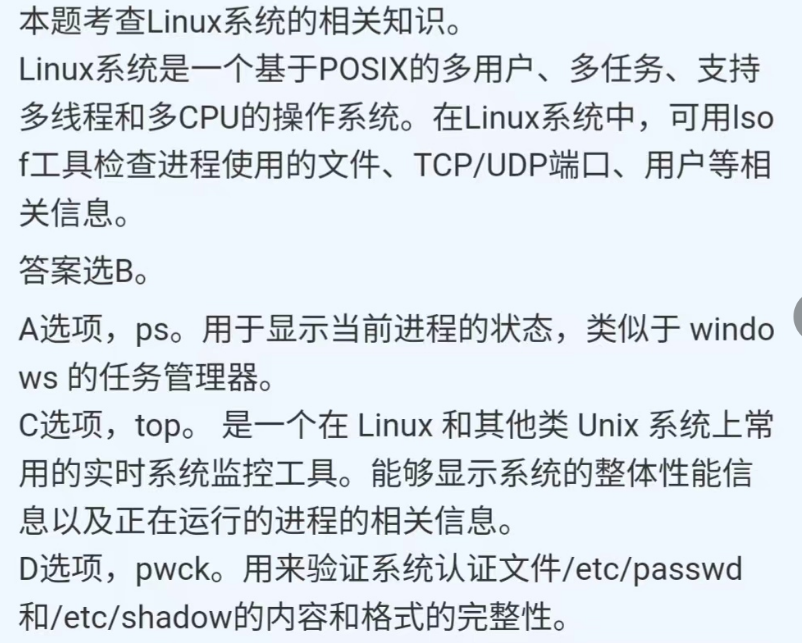 本题考查Linux系统的相关知识。
Linux系统是一个基于POSIX的多用户、多任务、支持
多线程和多CPU的操作系统。在Linux系统中，可用lso
f工具检查进程使用的文件、TCP/UDP端口、用户等相
关信息。
答案选B。
A选项，ps。用于显示当前进程的状态，类似于 windo
ws 的任务管理器。
C选项，top。 是一个在 Linux 和其他类 Unix 系统上常
用的实时系统监控工具。能够显示系统的整体性能信
息以及正在运行的进程的相关信息。
D选项，pwck。用来验证系统认证文件/etc/passwd
和/etc/shadow的内容和格式的完整性。